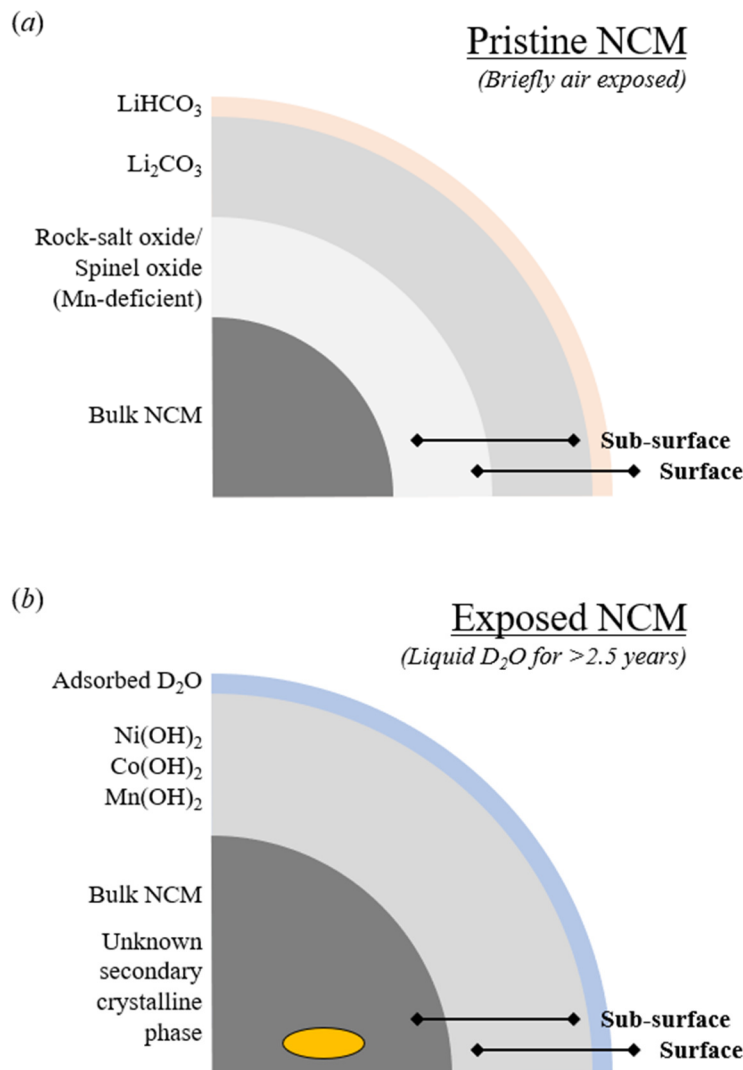 (a)
Pristine NCM
(Briefly air exposed)
LiHCO₃
Li₂CO₃
Rock-salt oxide/
Spinel oxide
(Mn-deficient)
Bulk NCM
Sub-surface
Surface
(b)
Exposed NCM
(Liquid D₂O for >2.5 years)
Adsorbed D₂O
Ni(OH)₂
Co(OH)₂
Mn(OH)₂
Bulk NCM
Unknown
secondary
crystalline
phase
Sub-surface
Surface